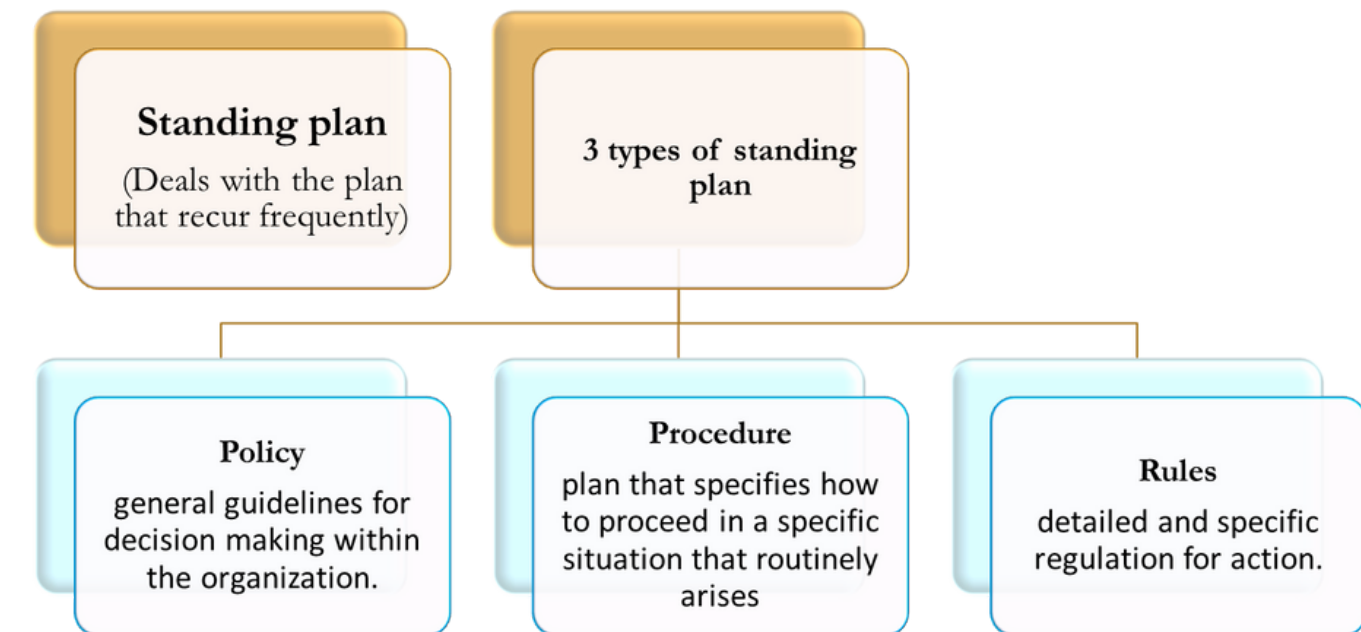 Standing plan
(Deals with the plan
that recur frequently)
3 types of standing
plan
Policy
general guidelines for
decision making within
the organization.
Procedure
plan that specifies how
to proceed in a specific
situation that routinely
arises
Rules
detailed and specific
regulation for action.